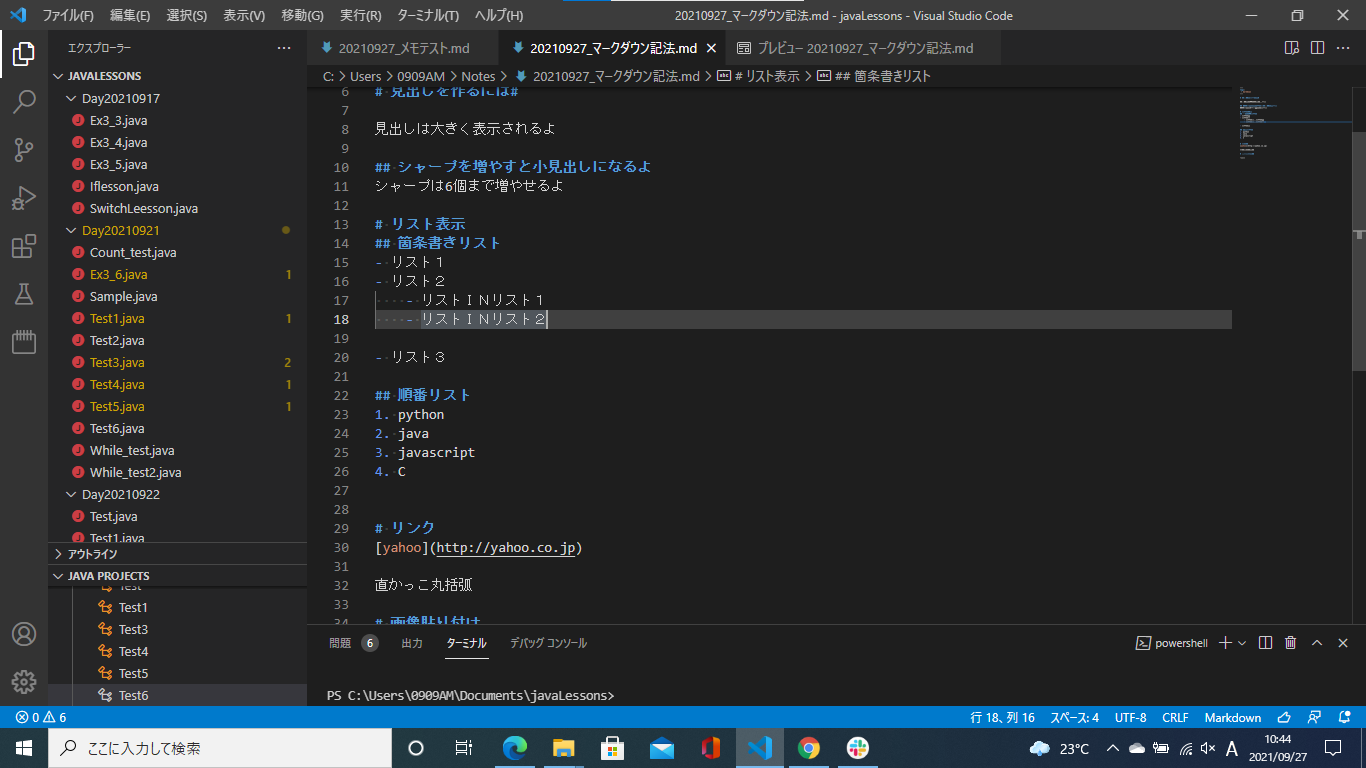 ファイル(F) 編集(E) 選択(S) 表示(V) 移動(G) 実行(R) ターミナル(T) ヘルプ(H) 20210927_マークダウン記法.md - javaLessons - Visual Studio Code
エクスプローラー
20210927_メモテスト.md 20210927_マークダウン記法.md プレビュー 20210927_マークダウン記法.md
C: > Users > 0909AM > Notes > 20210927_マークダウン記法.md > # リスト表示 > ## 箇条書きリスト
JAVALESSONS
Day20210917
Ex3_3.java
Ex3_4.java
Ex3_5.java
Iflesson.java
SwitchLeesson.java
Day20210921
Count_test.java
Ex3_6.java 1
Sample.java
Test1.java 1
Test2.java
Test3.java 2
Test4.java 1
Test5.java 1
Test6.java
While_test.java
While_test2.java
Day20210922
Test.java
Test1.java
アウトライン
JAVA PROJECTS
Test
Test1
Test3
Test4
Test5
Test6
6 # 見出しを作るには#
7
8 見出しは大きく表示されるよ
9
10 ## シャープを増やすと小見出しになるよ
11 シャープは6個まで増やせるよ
12
13 # リスト表示
14 ## 箇条書きリスト
15 - リスト１
16 - リスト２
17 - リストＩＮリスト１
18 - リストＩＮリスト２
19
20 - リスト３
21
22 ## 順番リスト
23 1. python
24 2. java
25 3. javascript
26 4. C
27
28
29 # リンク
30 [yahoo](http://yahoo.co.jp)
31
32 直かっこ丸括弧
33
34 # 画像貼り付け
問題 6 出力 ターミナル デバッグ コンソール powershell
PS C:\Users\0909AM\Documents\javaLessons>
0 6 行 18、列 16 スペース: 4 UTF-8 CRLF Markdown
ここに入力して検索 23°C A 10:44
2021/09/27